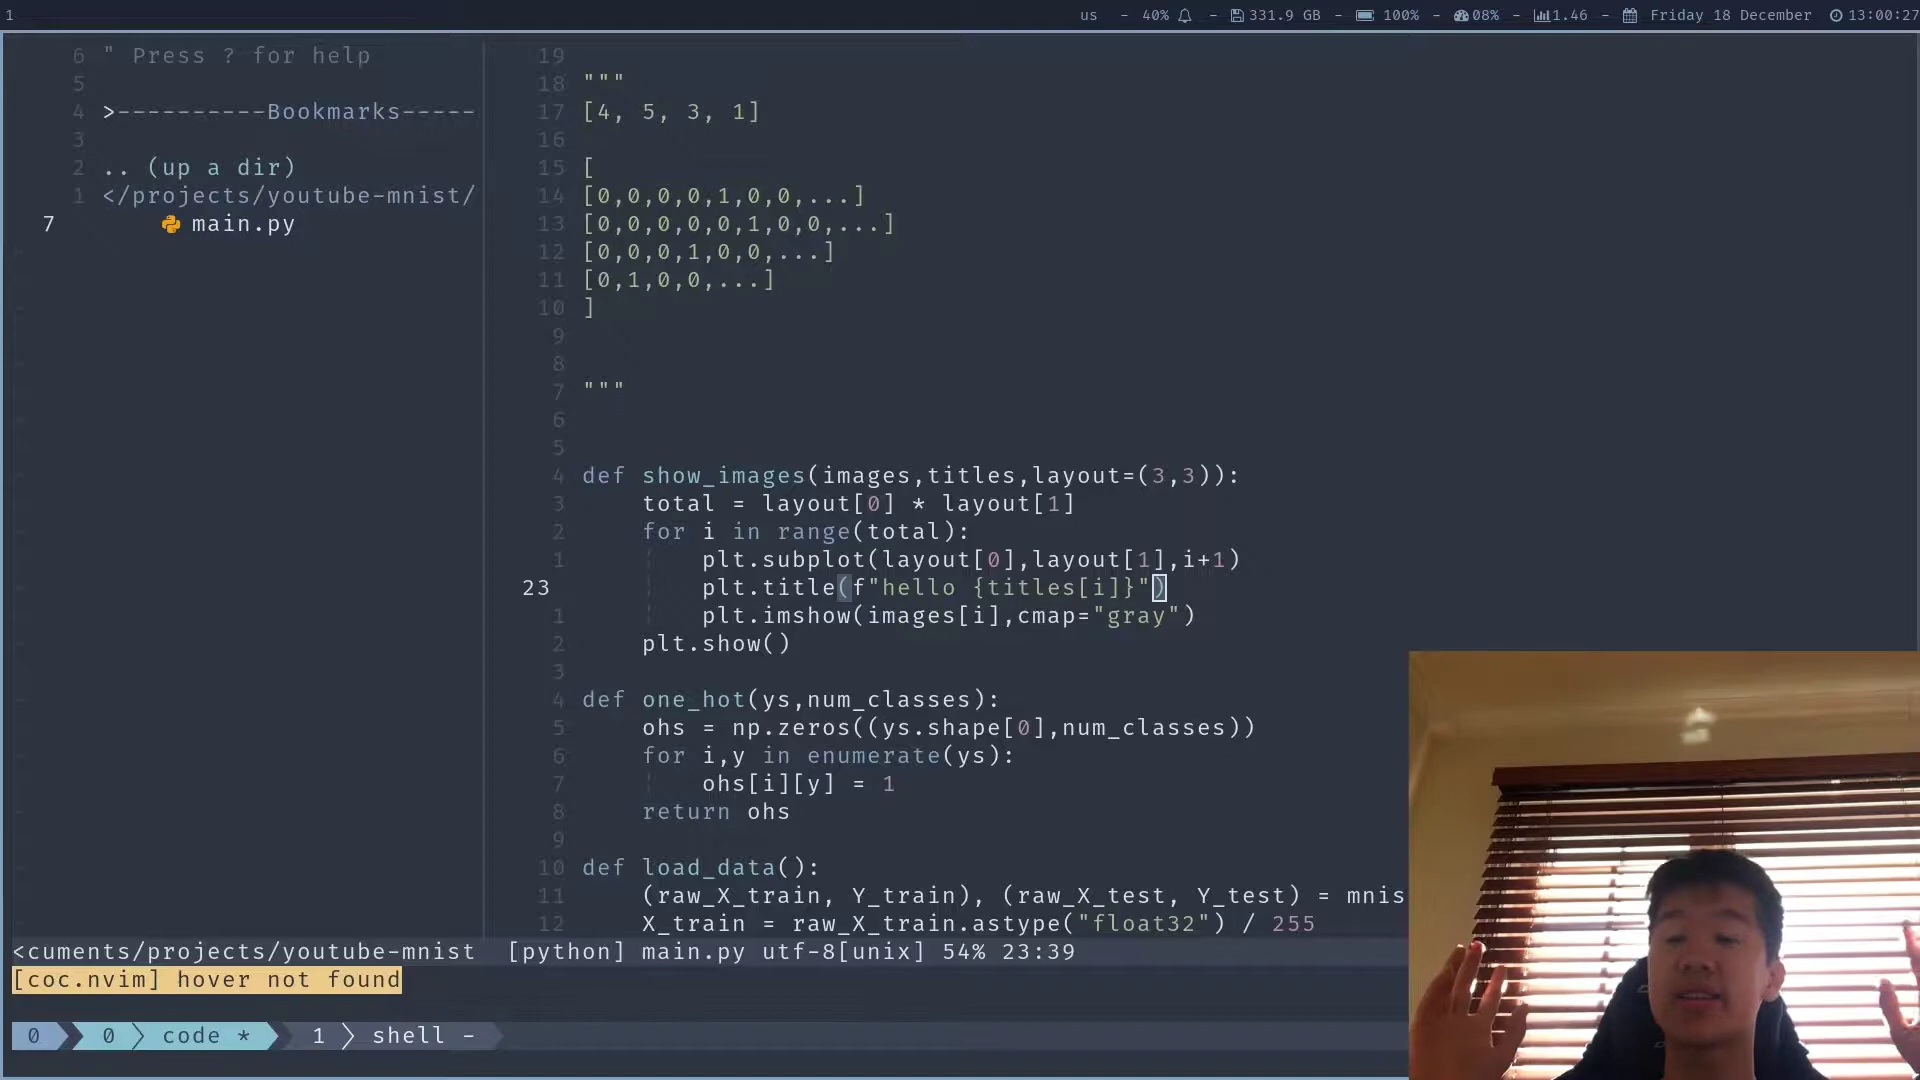 1 us - 40% - 331.9 GB - 100% - 08% - 1.46 - Friday 18 December 13:00:27
6 " Press ? for help
5
4 >----------Bookmarks-----
3
2 .. (up a dir)
1 </projects/youtube-mnist/
7 main.py
19
18 """
17 [4, 5, 3, 1]
16
15 [
14 [0,0,0,0,1,0,0,...]
13 [0,0,0,0,0,1,0,0,...]
12 [0,0,0,1,0,0,...]
11 [0,1,0,0,...]
10 ]
9
8
7 """
6
5
4 def show_images(images,titles,layout=(3,3)):
3 total = layout[0] * layout[1]
2 for i in range(total):
1 plt.subplot(layout[0],layout[1],i+1)
23 plt.title(f"hello {titles[i]}")
1 plt.imshow(images[i],cmap="gray")
2 plt.show()
3
4 def one_hot(ys,num_classes):
5 ohs = np.zeros((ys.shape[0],num_classes))
6 for i,y in enumerate(ys):
7 ohs[i][y] = 1
8 return ohs
9
10 def load_data():
11 (raw_X_train, Y_train), (raw_X_test, Y_test) = mnis
12 X_train = raw_X_train.astype("float32") / 255
<cuments/projects/youtube-mnist [python] main.py utf-8[unix] 54% 23:39
[coc.nvim] hover not found
0 0 code * 1 shell -